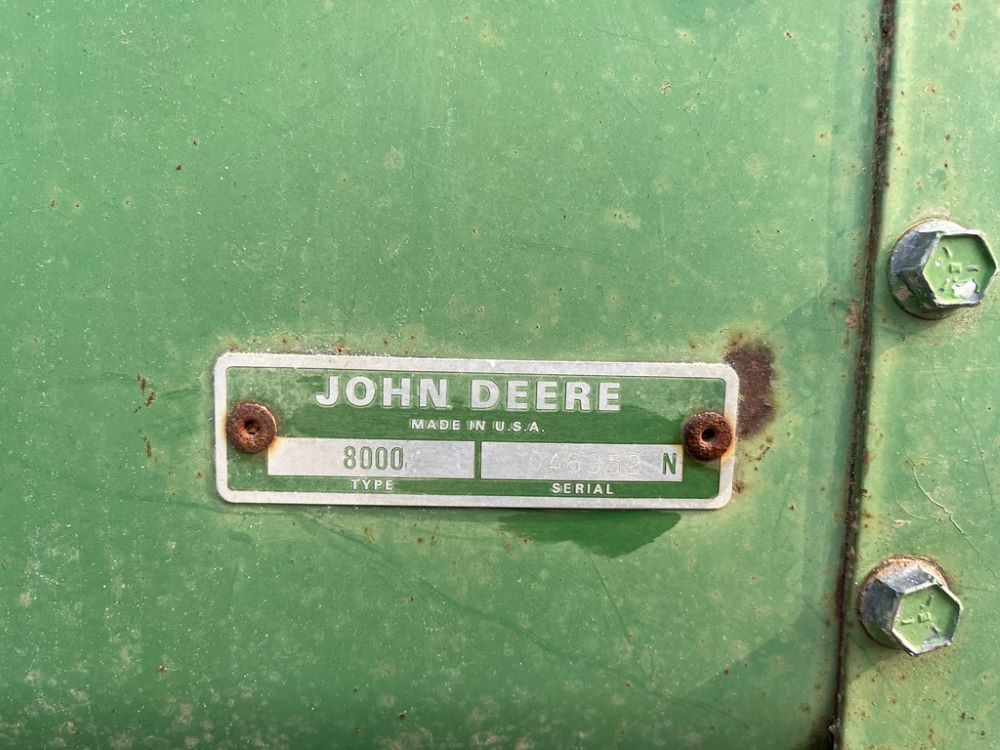 JOHN DEERE
MADE IN U.S.A.
8000 046352 N
TYPE SERIAL